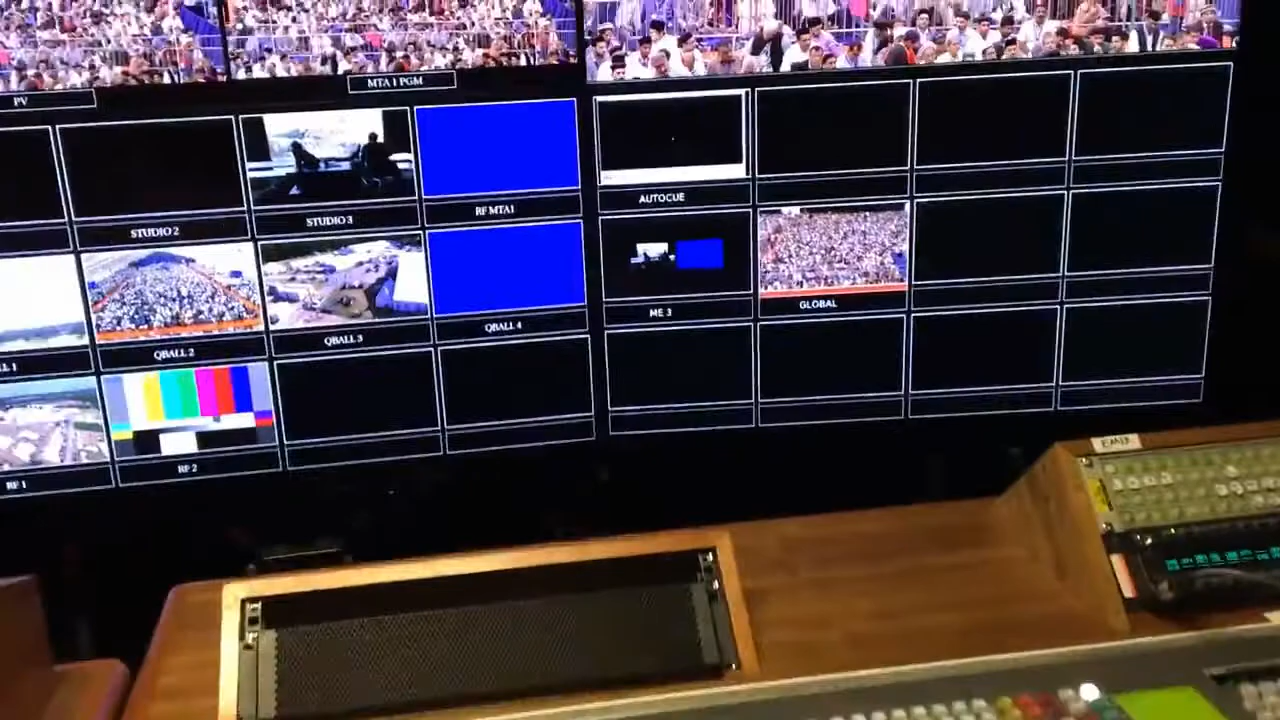 PV
MTA 1 PGM
STUDIO 2
STUDIO 3
RF MTA1
AUTOCUE
QBALL 2
QBALL 3
QBALL 4
ME 3
GLOBAL
RF 1
RF 2